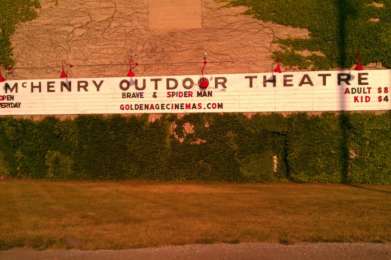 McHENRY OUTDOOR THEATRE
OPEN BRAVE & SPIDER MAN ADULT $8
EVERYDAY GOLDENAGECINEMAS.COM KID $4